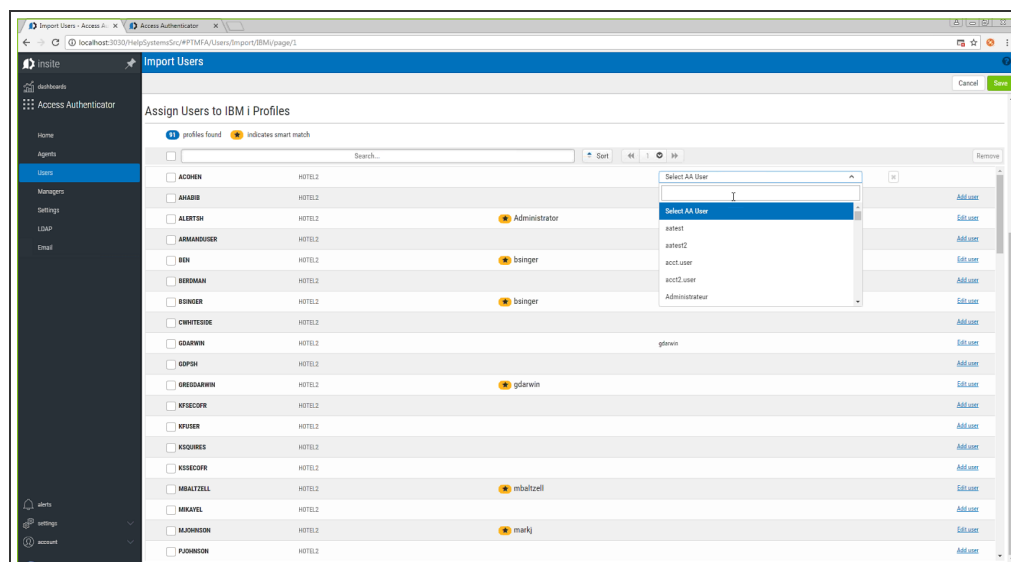 Import Users - Access A
Access Authenticator
localhost:3030/HelpSystemsSrc/#PTMFA/Users/Import/IBMi/page/1
insite
Import Users
dashboards
Cancel
Save
Access Authenticator
Assign Users to IBM i Profiles
Home
91 profiles found
indicates smart match
Agents
Search...
Sort
1
Remove
Users
ACOHEN HOTEL2 Select AA User
Managers
AHABIB HOTEL2 Add user
Settings
Select AA User
ALERTSH HOTEL2 Administrator Edit user
LDAP
aatest
ARMANDUSER HOTEL2 Add user
Email
aatest2
BEN HOTEL2 bsinger Edit user
acct.user
BERDMAN HOTEL2 Add user
acct2.user
BSINGER HOTEL2 bsinger Edit user
Administrateur
CWHITESIDE HOTEL2 Add user
GDARWIN HOTEL2 gdarwin Edit user
GDPSH HOTEL2 Add user
GREGDARWIN HOTEL2 gdarwin Edit user
KFSECOFR HOTEL2 Add user
KFUSER HOTEL2 Add user
KSQUIRES HOTEL2 Add user
KSSECOFR HOTEL2 Add user
MBALTZELL HOTEL2 mbaltzell Edit user
alerts
MIKAYEL HOTEL2 Add user
settings
MJOHNSON HOTEL2 markj Edit user
account
PJOHNSON HOTEL2 Add user